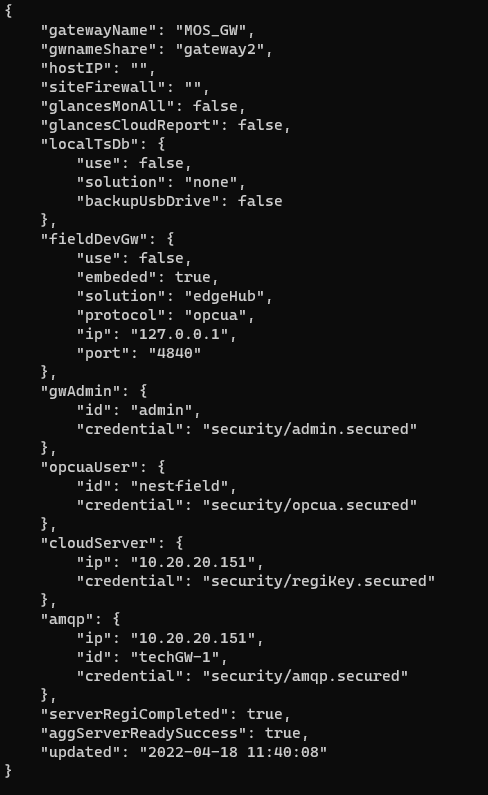 {
    "gatewayName": "MOS_GW",
    "gwnameShare": "gateway2",
    "hostIP": "",
    "siteFirewall": "",
    "glancesMonAll": false,
    "glancesCloudReport": false,
    "localTsDb": {
        "use": false,
        "solution": "none",
        "backupUsbDrive": false
    },
    "fieldDevGw": {
        "use": false,
        "embeded": true,
        "solution": "edgeHub",
        "protocol": "opcua",
        "ip": "127.0.0.1",
        "port": "4840"
    },
    "gwAdmin": {
        "id": "admin",
        "credential": "security/admin.secured"
    },
    "opcuaUser": {
        "id": "nestfield",
        "credential": "security/opcua.secured"
    },
    "cloudServer": {
        "ip": "10.20.20.151",
        "credential": "security/regiKey.secured"
    },
    "amqp": {
        "ip": "10.20.20.151",
        "id": "techGW-1",
        "credential": "security/amqp.secured"
    },
    "serverRegiCompleted": true,
    "aggServerReadySuccess": true,
    "updated": "2022-04-18 11:40:08"
}